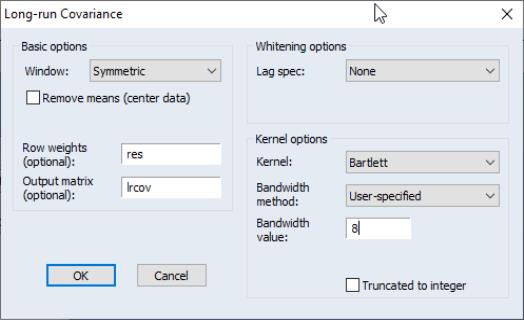 Long-run Covariance
Basic options
Window: Symmetric
Remove means (center data)
Row weights
(optional): res
Output matrix
(optional): lrcov
OK Cancel
Whitening options
Lag spec: None
Kernel options
Kernel: Bartlett
Bandwidth
method: User-specified
Bandwidth
value: 8
Truncated to integer